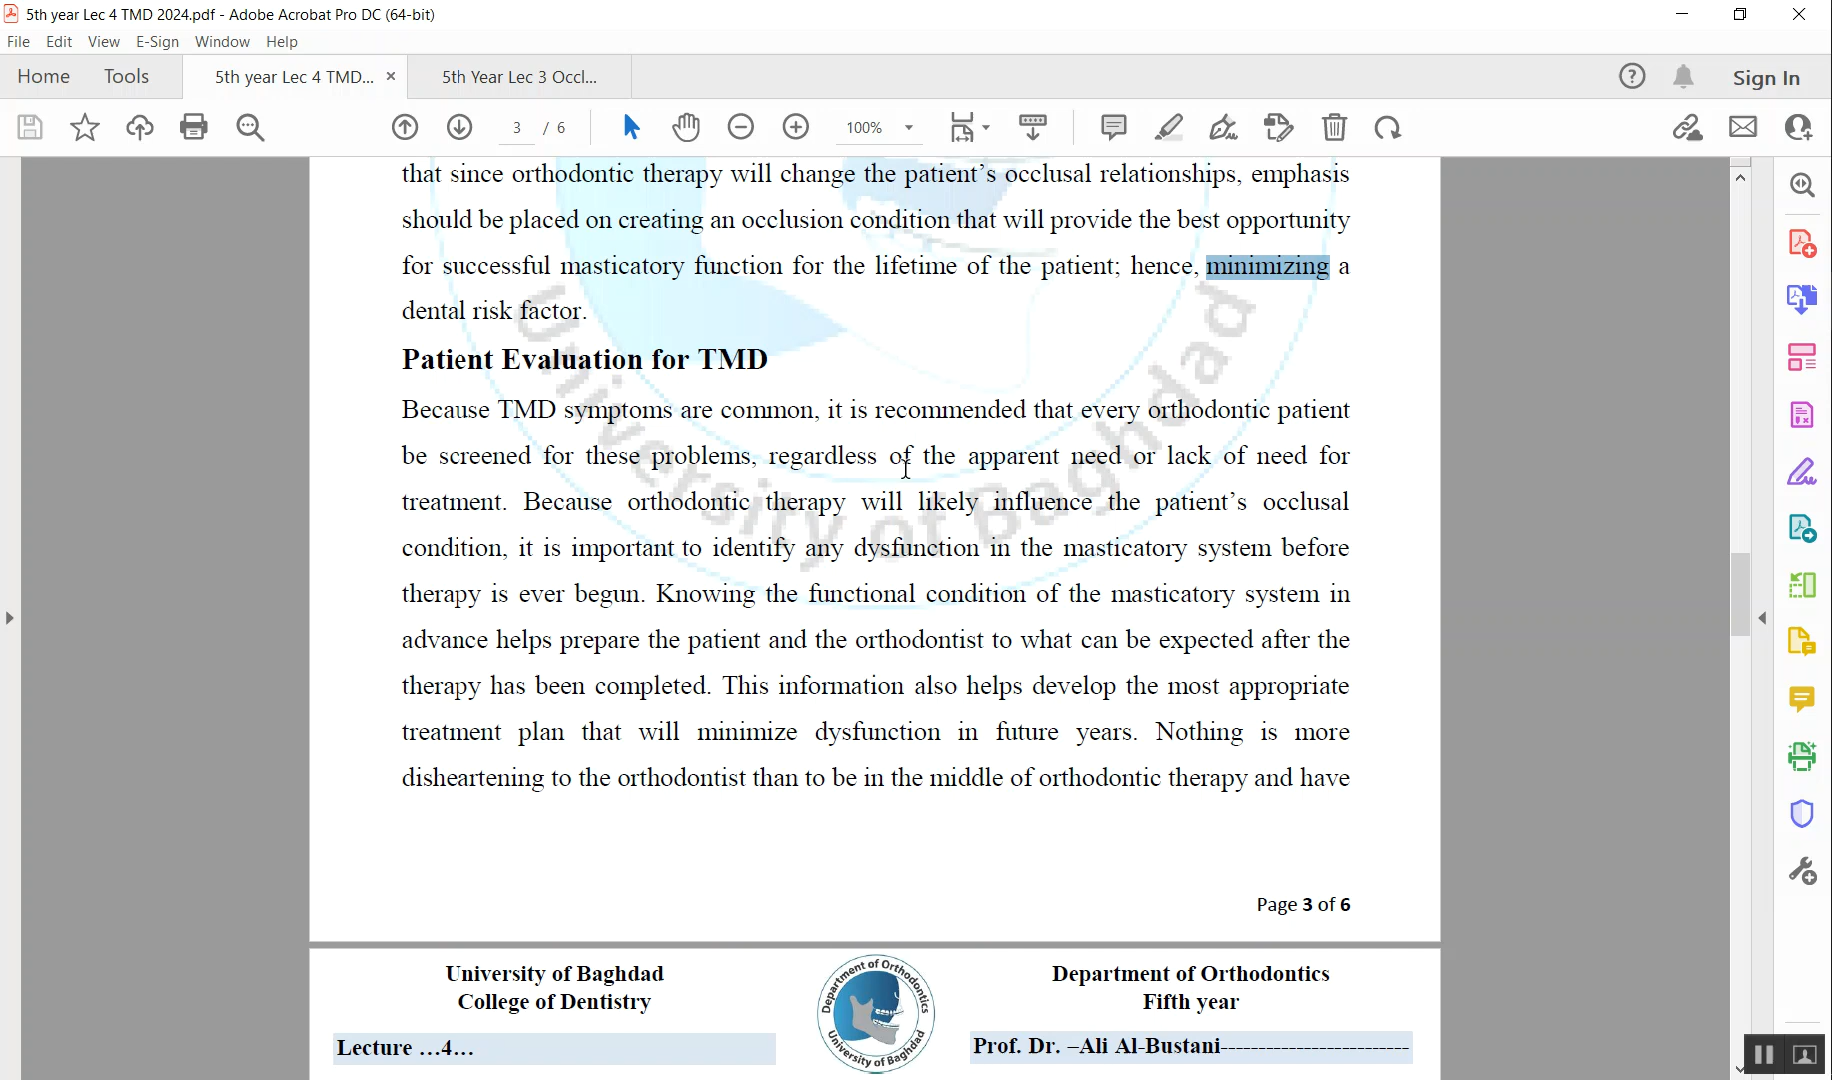 5th year Lec 4 TMD 2024.pdf - Adobe Acrobat Pro DC (64-bit)
File Edit View E-Sign Window Help
Home Tools 5th year Lec 4 TMD... × 5th Year Lec 3 Occl... Sign In
3 / 6 100%
that since orthodontic therapy will change the patient's occlusal relationships, emphasis
should be placed on creating an occlusion condition that will provide the best opportunity
for successful masticatory function for the lifetime of the patient; hence, minimizing a
dental risk factor.
Patient Evaluation for TMD
Because TMD symptoms are common, it is recommended that every orthodontic patient
be screened for these problems, regardless of the apparent need or lack of need for
treatment. Because orthodontic therapy will likely influence the patient's occlusal
condition, it is important to identify any dysfunction in the masticatory system before
therapy is ever begun. Knowing the functional condition of the masticatory system in
advance helps prepare the patient and the orthodontist to what can be expected after the
therapy has been completed. This information also helps develop the most appropriate
treatment plan that will minimize dysfunction in future years. Nothing is more
disheartening to the orthodontist than to be in the middle of orthodontic therapy and have
University of Baghdad
Page 3 of 6
University of Baghdad
College of Dentistry
Department of Orthodontics
University of Baghdad
Department of Orthodontics
Fifth year
Lecture ...4...
Prof. Dr. –Ali Al-Bustani------------------------